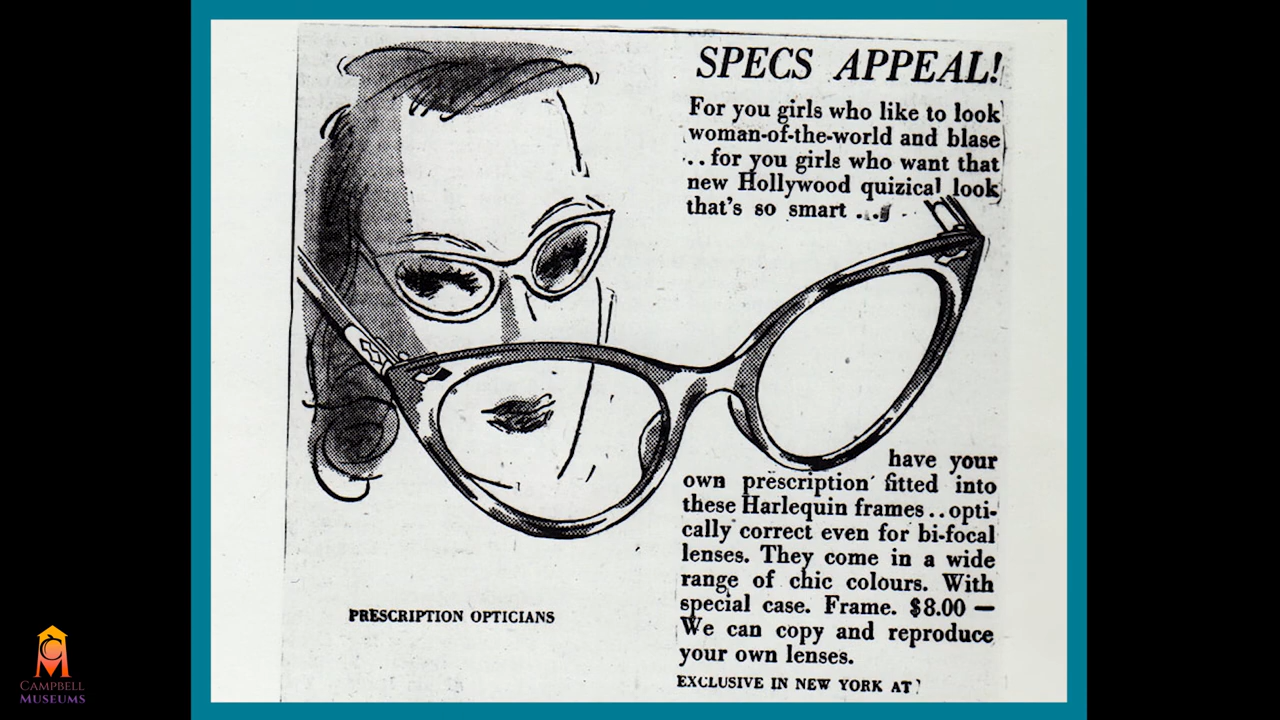 SPECS APPEAL!
For you girls who like to look
woman-of-the-world and blase
. . for you girls who want that
new Hollywood quizical look
that's so smart . . .
have your
own prescription fitted into
these Harlequin frames . . opti-
cally correct even for bi-focal
lenses. They come in a wide
range of chic colours. With
special case. Frame. $8.00 —
We can copy and reproduce
your own lenses.
EXCLUSIVE IN NEW YORK AT
PRESCRIPTION OPTICIANS
CAMPBELL
MUSEUMS